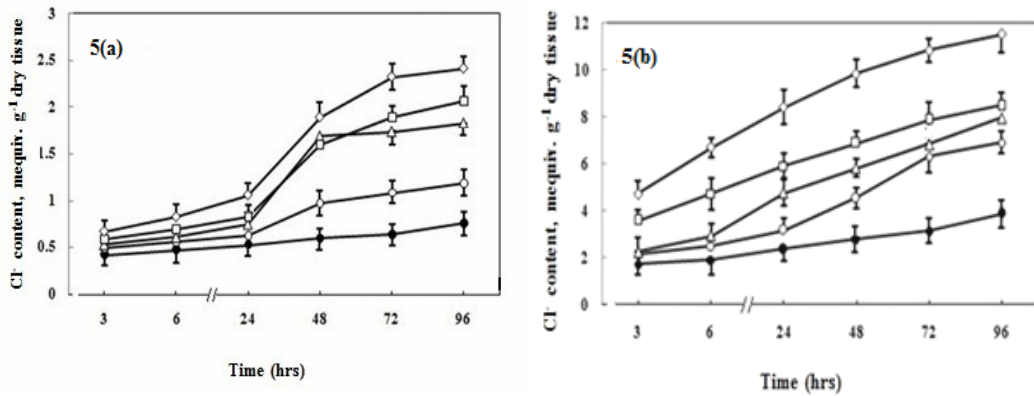 5(a)
Cl⁻ content, mequiv. g⁻¹ dry tissue
3
2.5
2
1.5
1
0.5
0
3 6 // 24 48 72 96
Time (hrs)
5(b)
Cl⁻ content, mequiv. g⁻¹ dry tissue
12
10
8
6
4
2
0
3 6 // 24 48 72 96
Time (hrs)